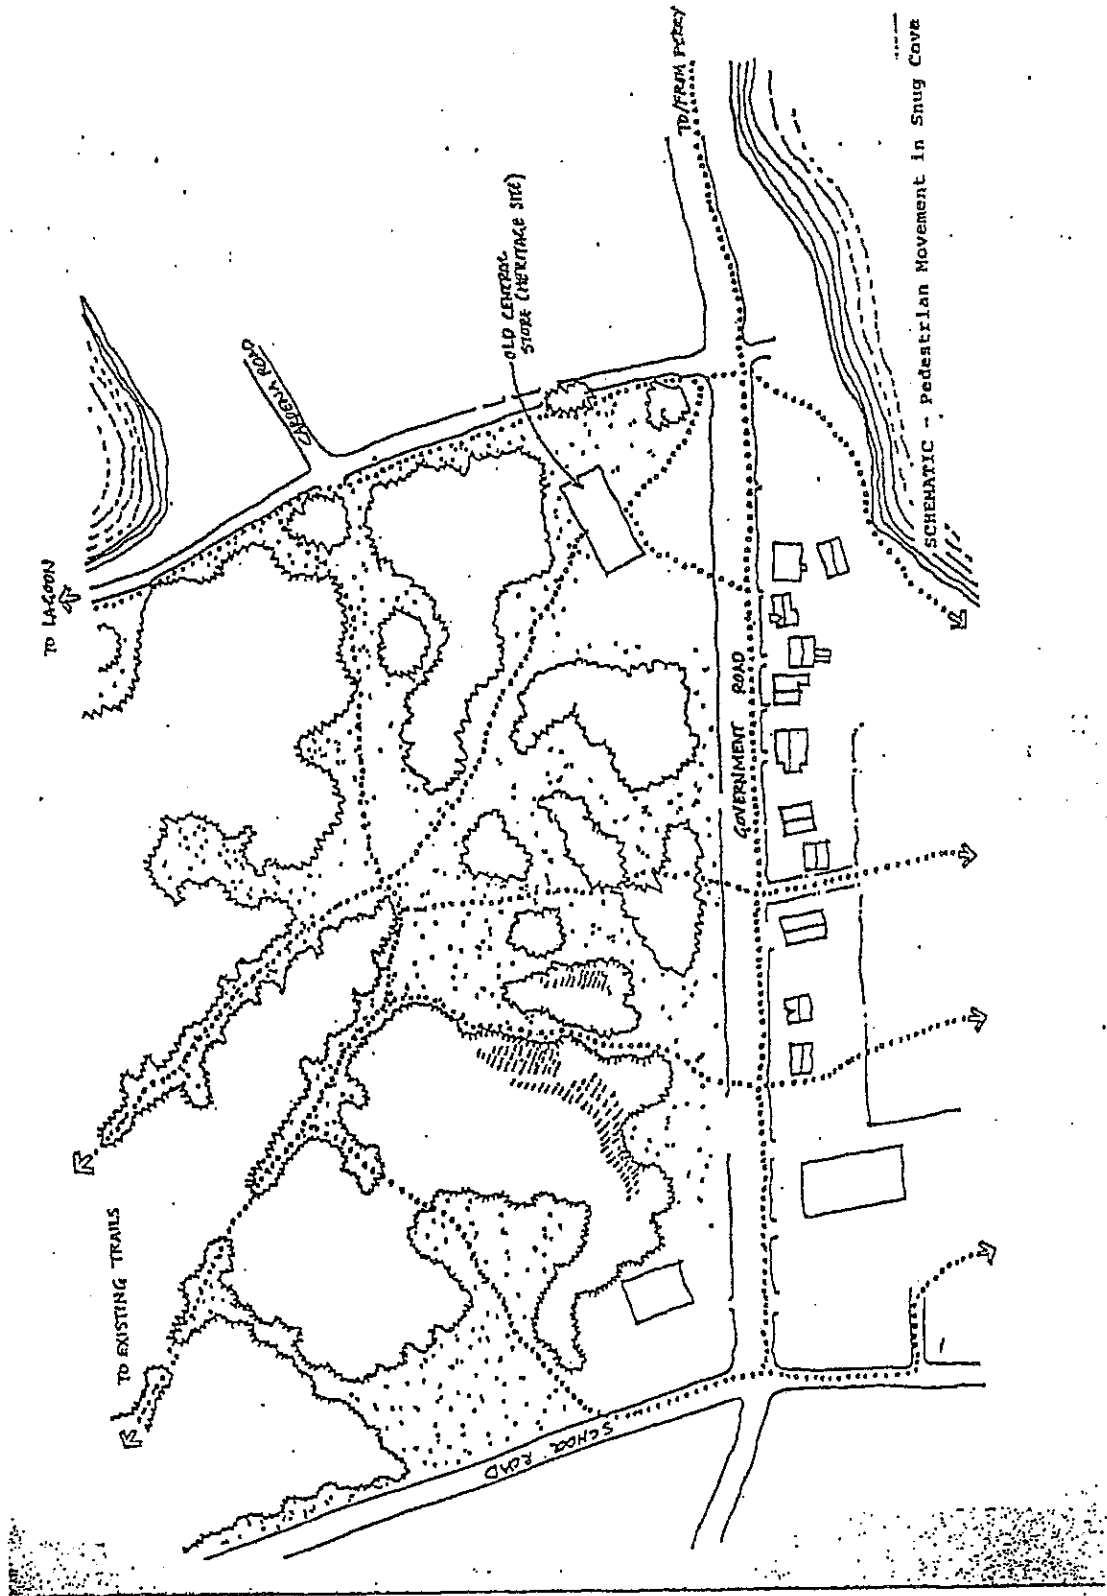 TO LAGOON
CARDENA ROAD
OLD GENERAL
STORE (HERITAGE SITE)
TO/FROM FERRY
TO EXISTING TRAILS
GOVERNMENT ROAD
SCHOOL ROAD
SCHEMATIC - Pedestrian Movement in Snug Cove